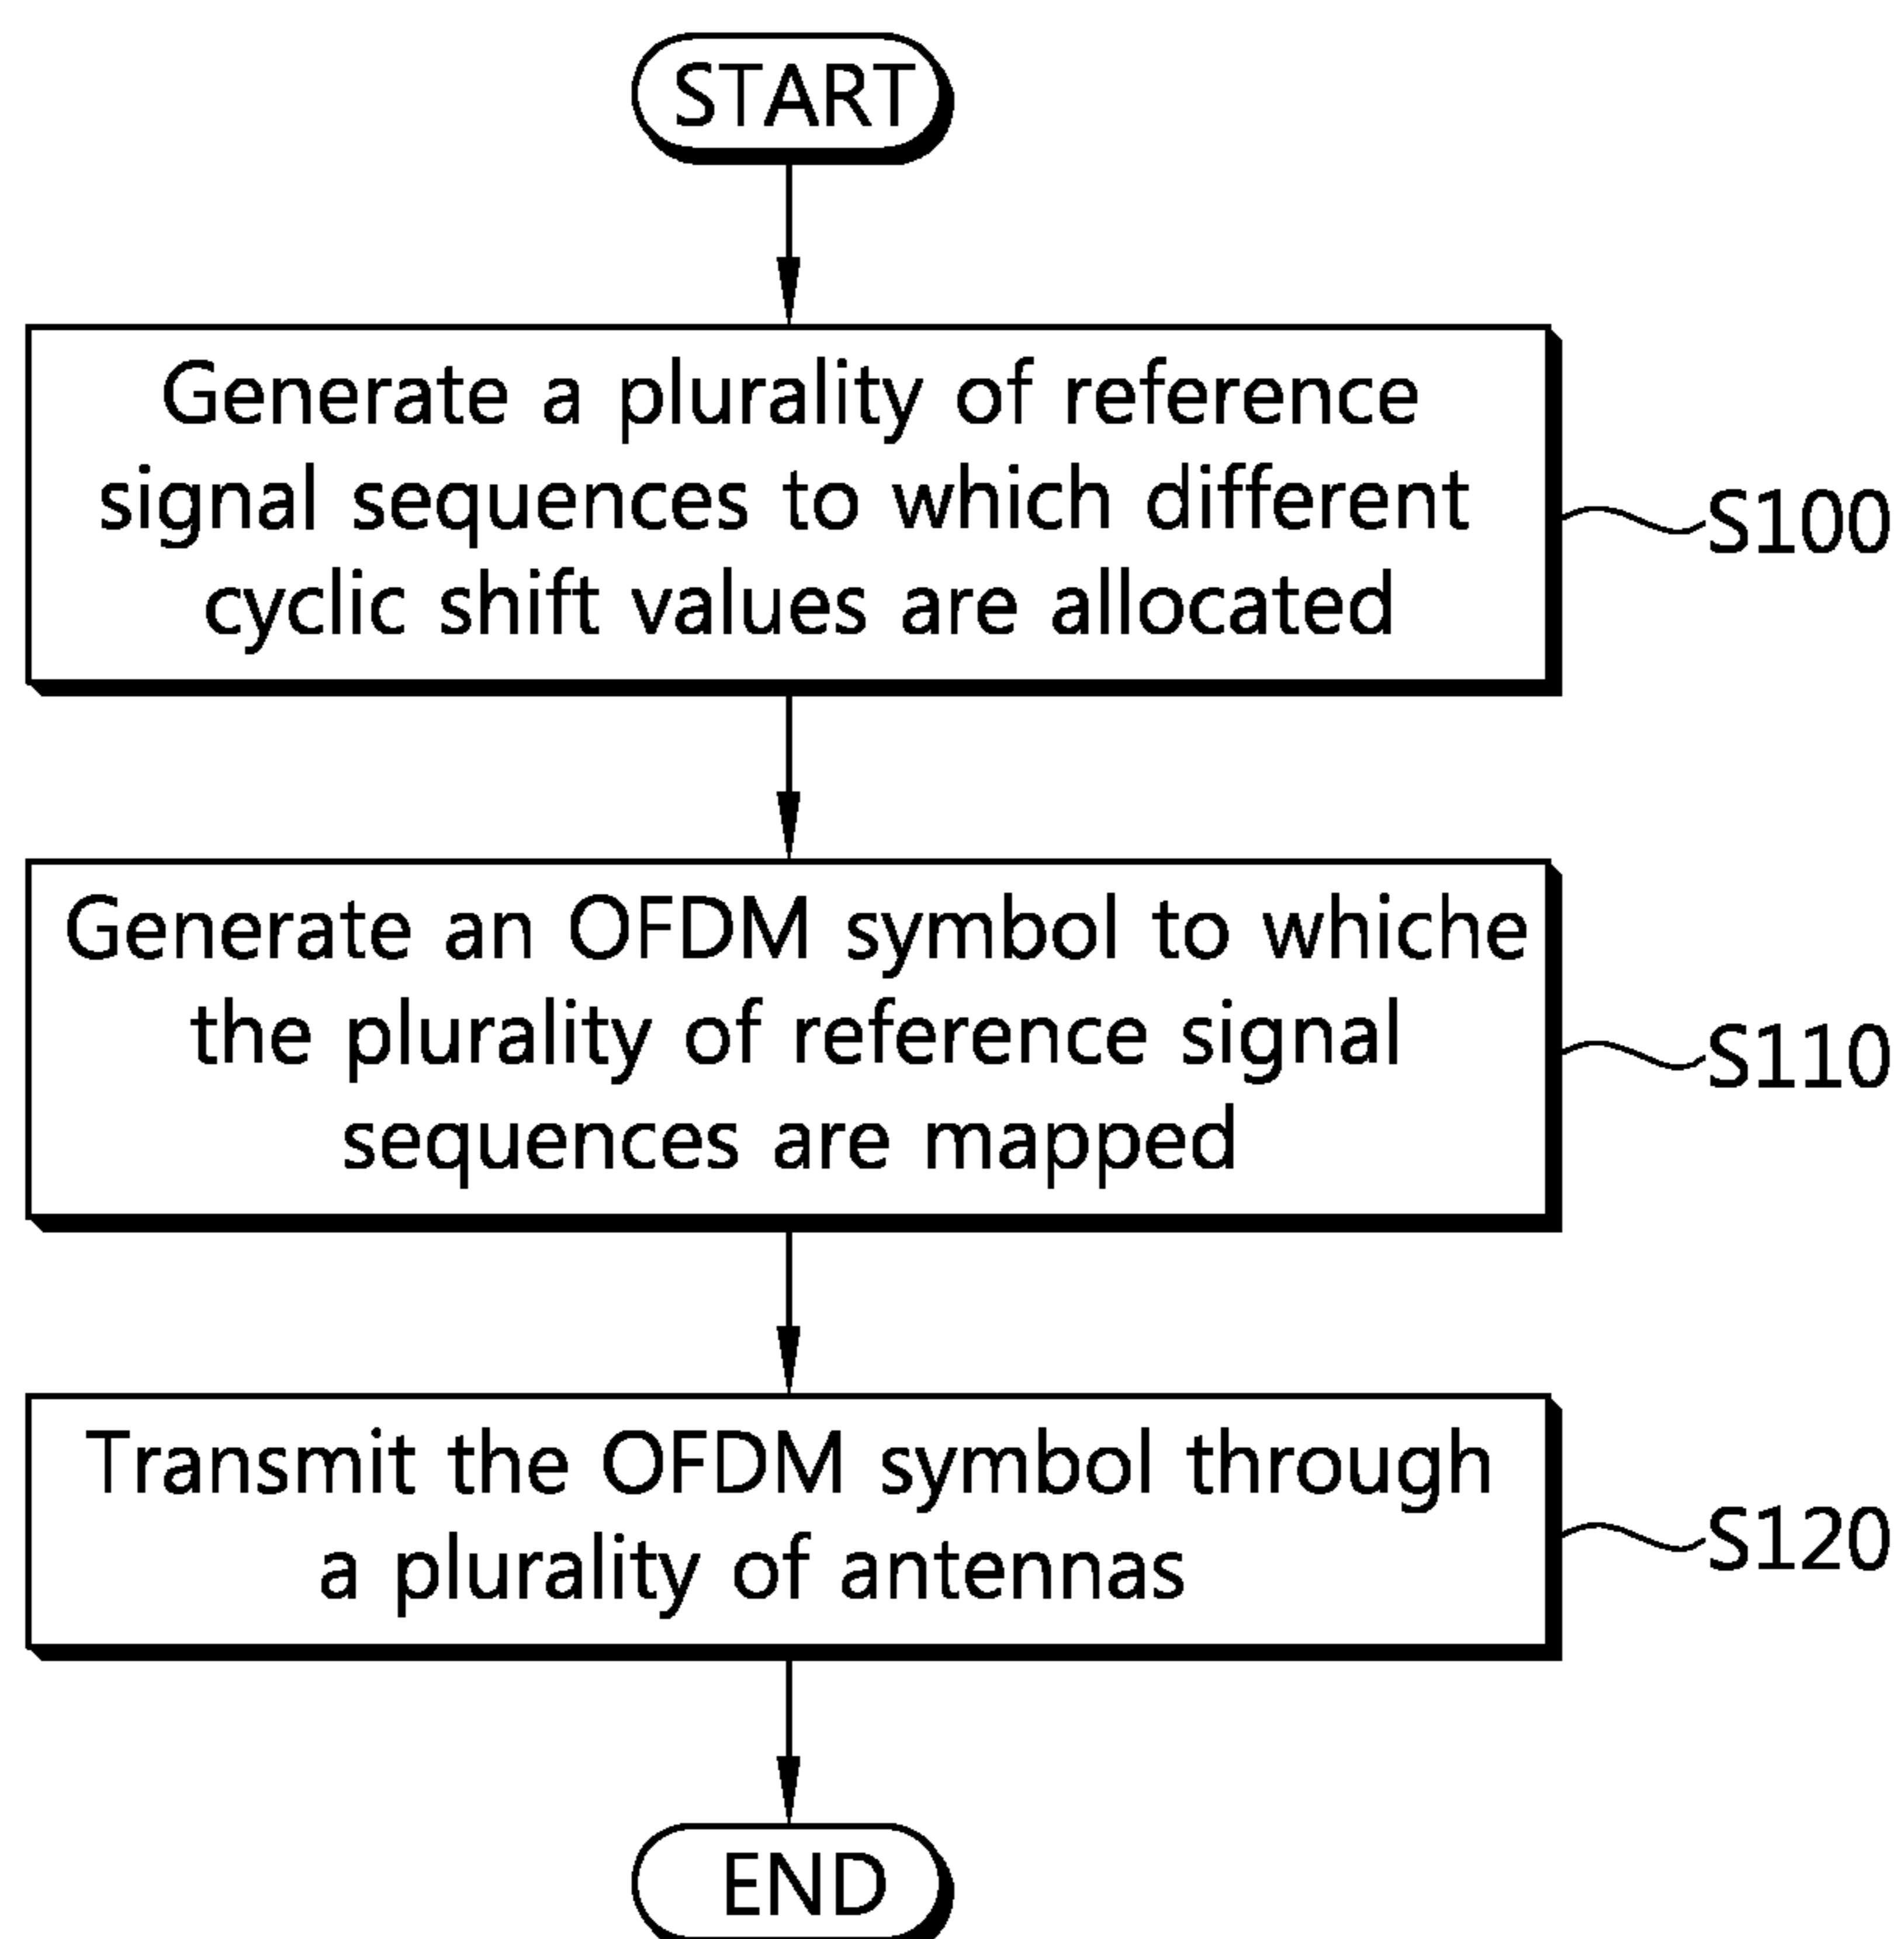 START
Generate a plurality of reference
signal sequences to which different
cyclic shift values are allocated
S100
Generate an OFDM symbol to whiche
the plurality of reference signal
sequences are mapped
S110
Transmit the OFDM symbol through
a plurality of antennas
S120
END